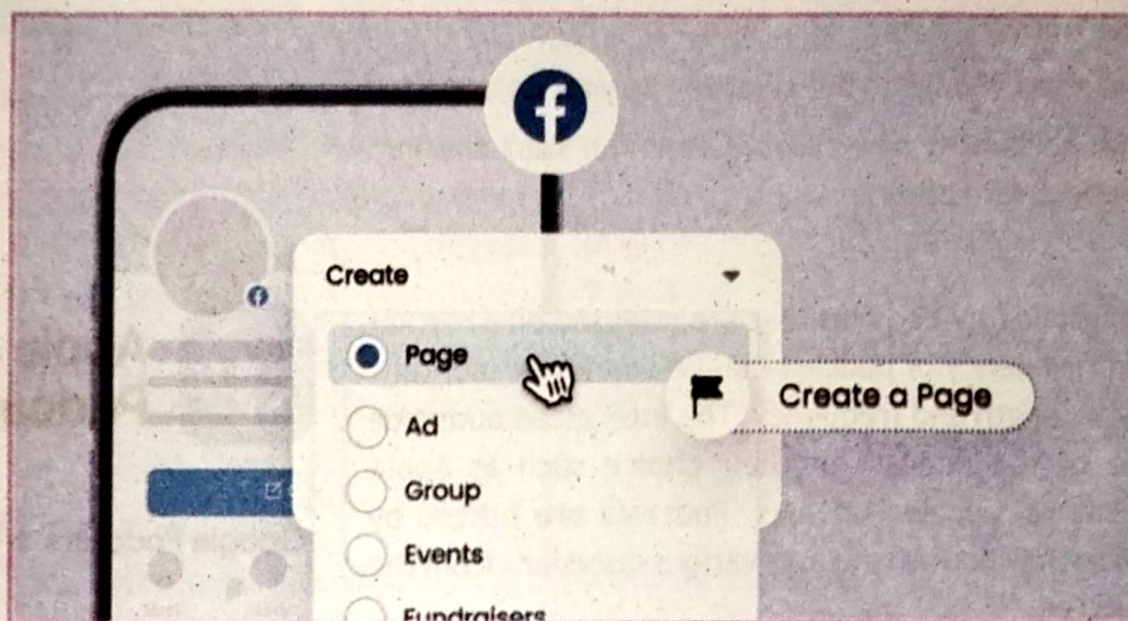 Create
Page
Create a Page
Ad
Group
Events
Fundraisers